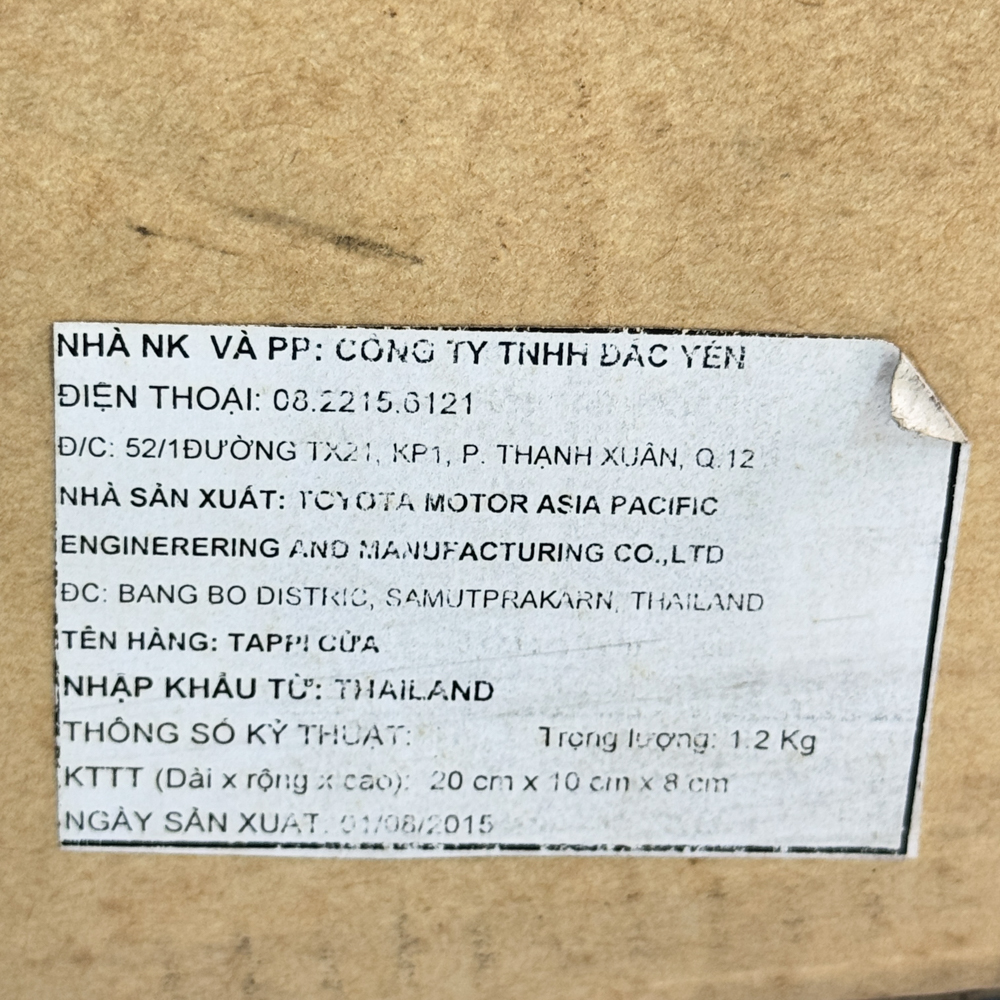 NHÀ NK VÀ PP: CÔNG TY TNHH ĐẮC YẾN
ĐIỆN THOẠI: 08.2215.6121
Đ/C: 52/1ĐƯỜNG TX21, KP1, P. THẠNH XUÂN, Q.12
NHÀ SẢN XUẤT: TOYOTA MOTOR ASIA PACIFIC
ENGINERERING AND MANUFACTURING CO.,LTD
ĐC: BANG BO DISTRIC, SAMUTPRAKARN, THAILAND
TÊN HÀNG: TAPPI CỬA
NHẬP KHẨU TỪ: THAILAND
THÔNG SỐ KỸ THUẬT: Trọng lượng: 1.2 Kg
KTTT (Dài x rộng x cao): 20 cm x 10 cm x 8 cm
NGÀY SẢN XUẤT: 01/08/2015